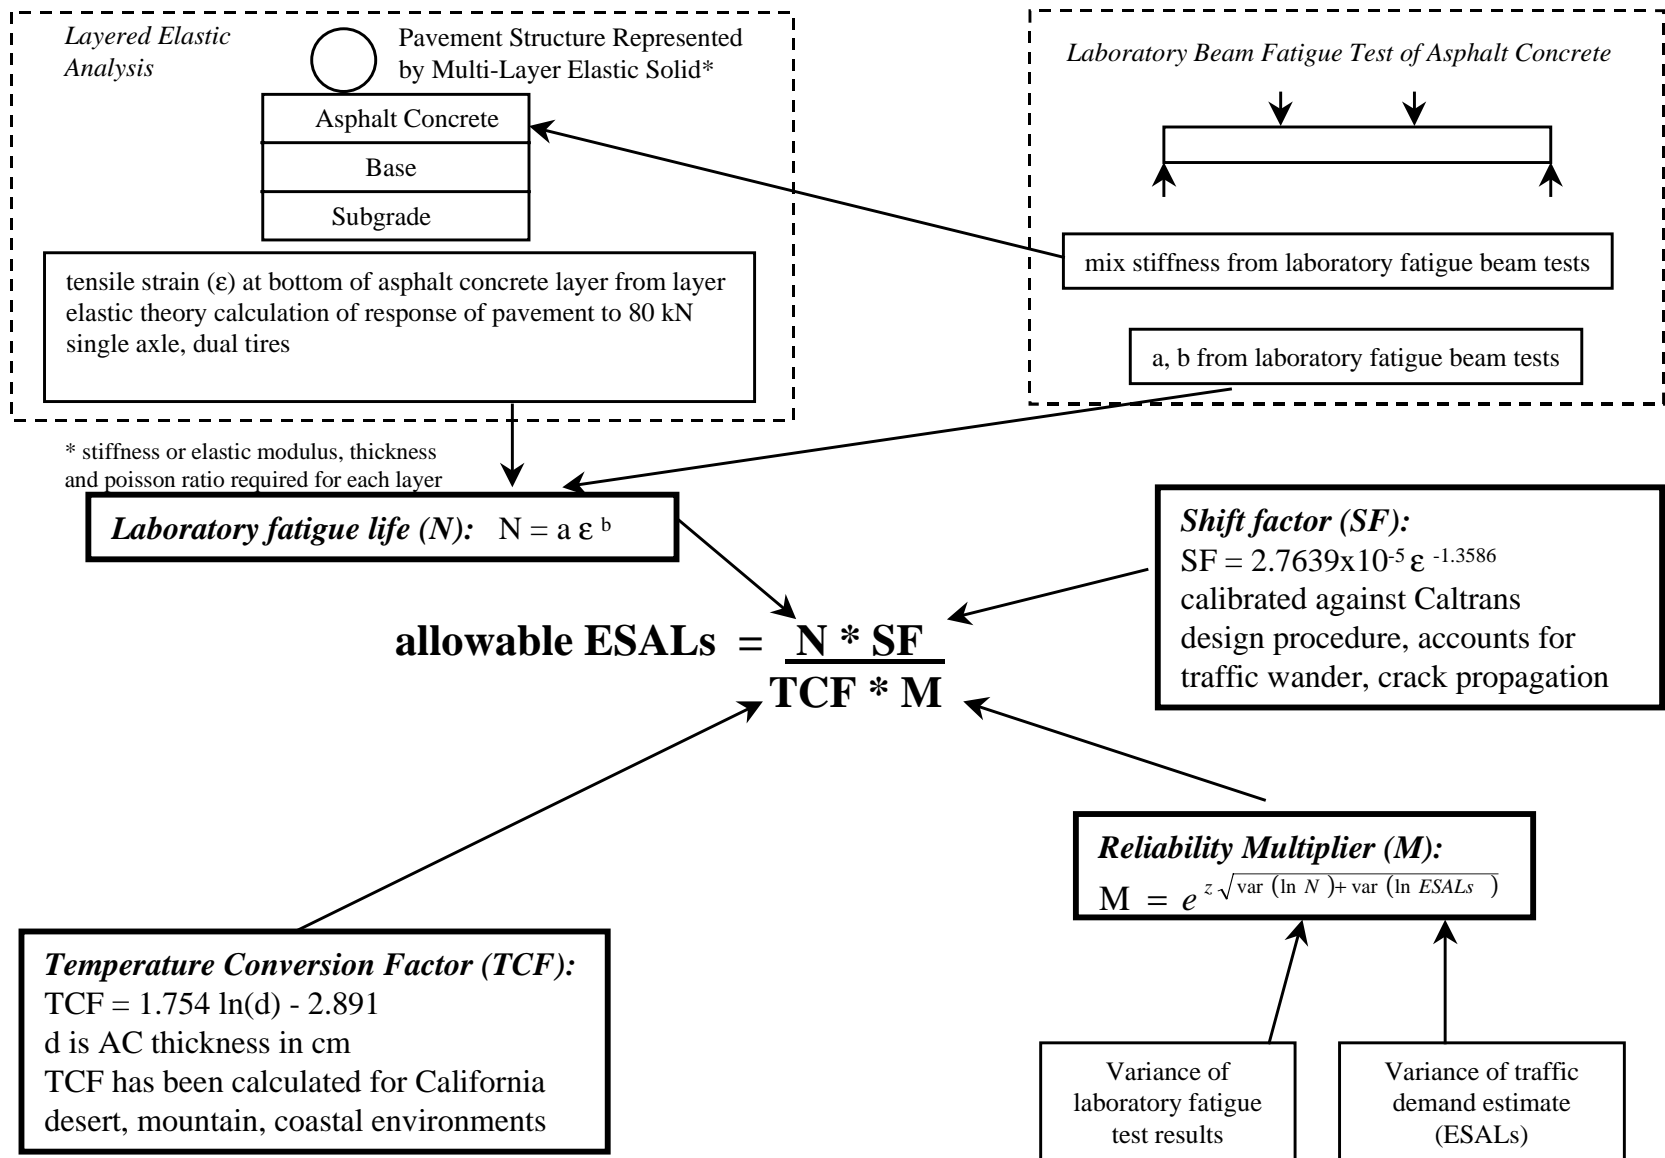 Layered Elastic
Analysis
Pavement Structure Represented
by Multi-Layer Elastic Solid*
Asphalt Concrete
Base
Subgrade
tensile strain (ε) at bottom of asphalt concrete layer from layer
elastic theory calculation of response of pavement to 80 kN
single axle, dual tires
* stiffness or elastic modulus, thickness
and poisson ratio required for each layer
Laboratory Beam Fatigue Test of Asphalt Concrete
mix stiffness from laboratory fatigue beam tests
a, b from laboratory fatigue beam tests
Laboratory fatigue life (N): N = a ε^b
Shift factor (SF):
SF = 2.7639x10^-5 ε^-1.3586
calibrated against Caltrans
design procedure, accounts for
traffic wander, crack propagation
allowable ESALs = N * SF
TCF * M
Reliability Multiplier (M):
M = e^z√var (ln N )+ var (ln ESALs )
Temperature Conversion Factor (TCF):
TCF = 1.754 ln(d) - 2.891
d is AC thickness in cm
TCF has been calculated for California
desert, mountain, coastal environments
Variance of
laboratory fatigue
test results
Variance of traffic
demand estimate
(ESALs)